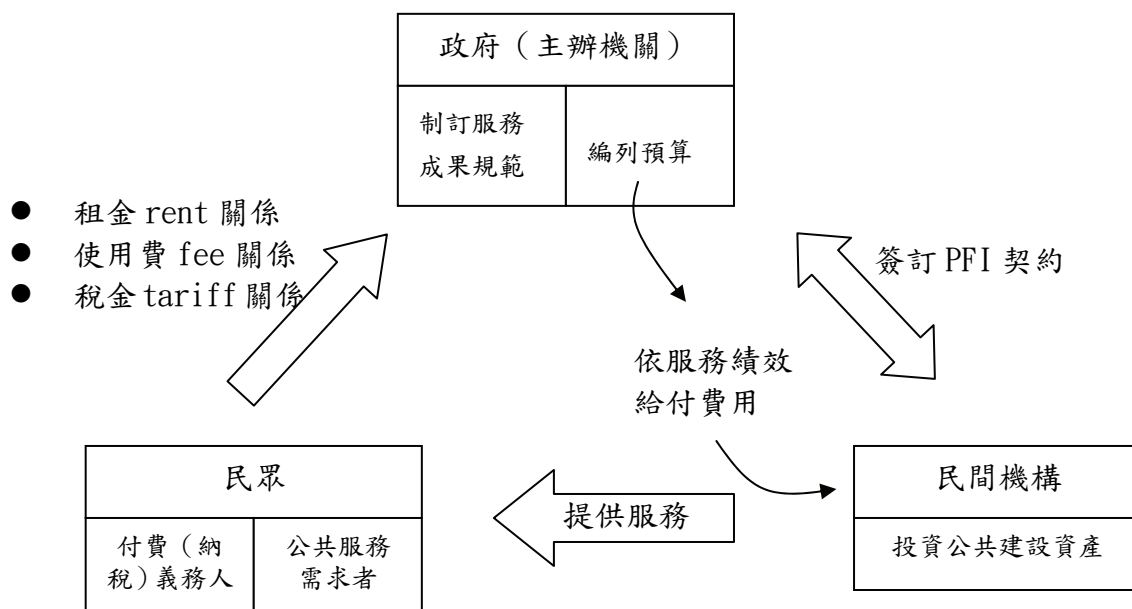 政府（主辦機關）
制訂服務
成果規範
編列預算
● 租金 rent 關係
● 使用費 fee 關係
● 稅金 tariff 關係
簽訂 PFI 契約
依服務績效
給付費用
民眾
付費（納
稅）義務人
公共服務
需求者
提供服務
民間機構
投資公共建設資產